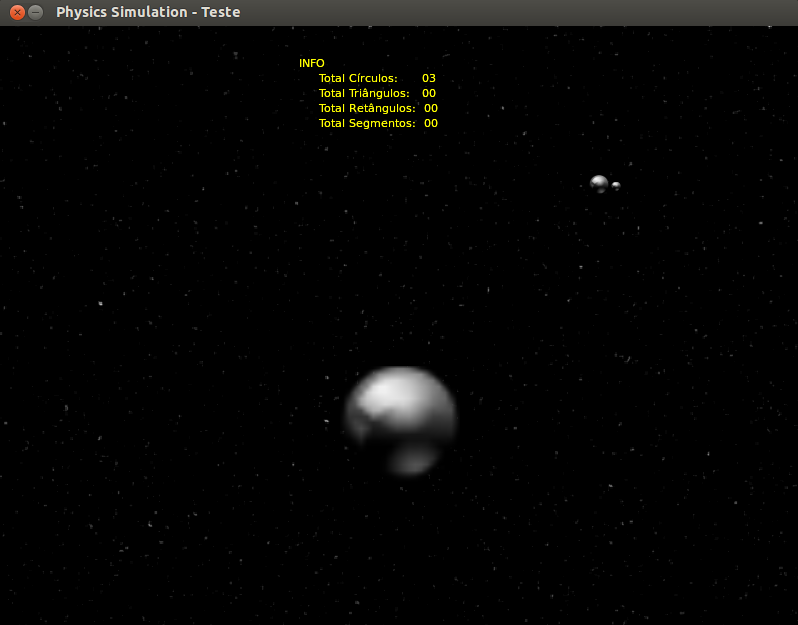 Physics Simulation - Teste
INFO
Total Círculos: 03
Total Triângulos: 00
Total Retângulos: 00
Total Segmentos: 00